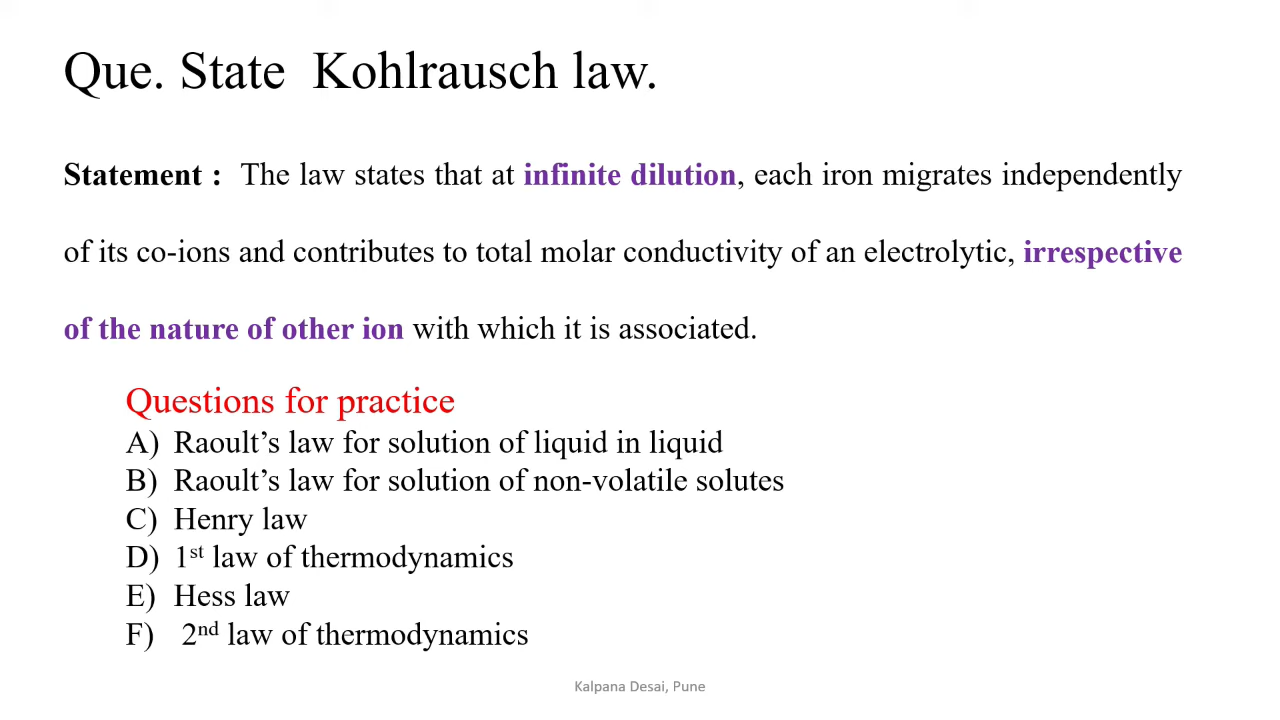 Que. State Kohlrausch law.
Statement : The law states that at infinite dilution, each iron migrates independently
of its co-ions and contributes to total molar conductivity of an electrolytic, irrespective
of the nature of other ion with which it is associated.
Questions for practice
A) Raoult’s law for solution of liquid in liquid
B) Raoult’s law for solution of non-volatile solutes
C) Henry law
D) 1st law of thermodynamics
E) Hess law
F) 2nd law of thermodynamics
Kalpana Desai, Pune